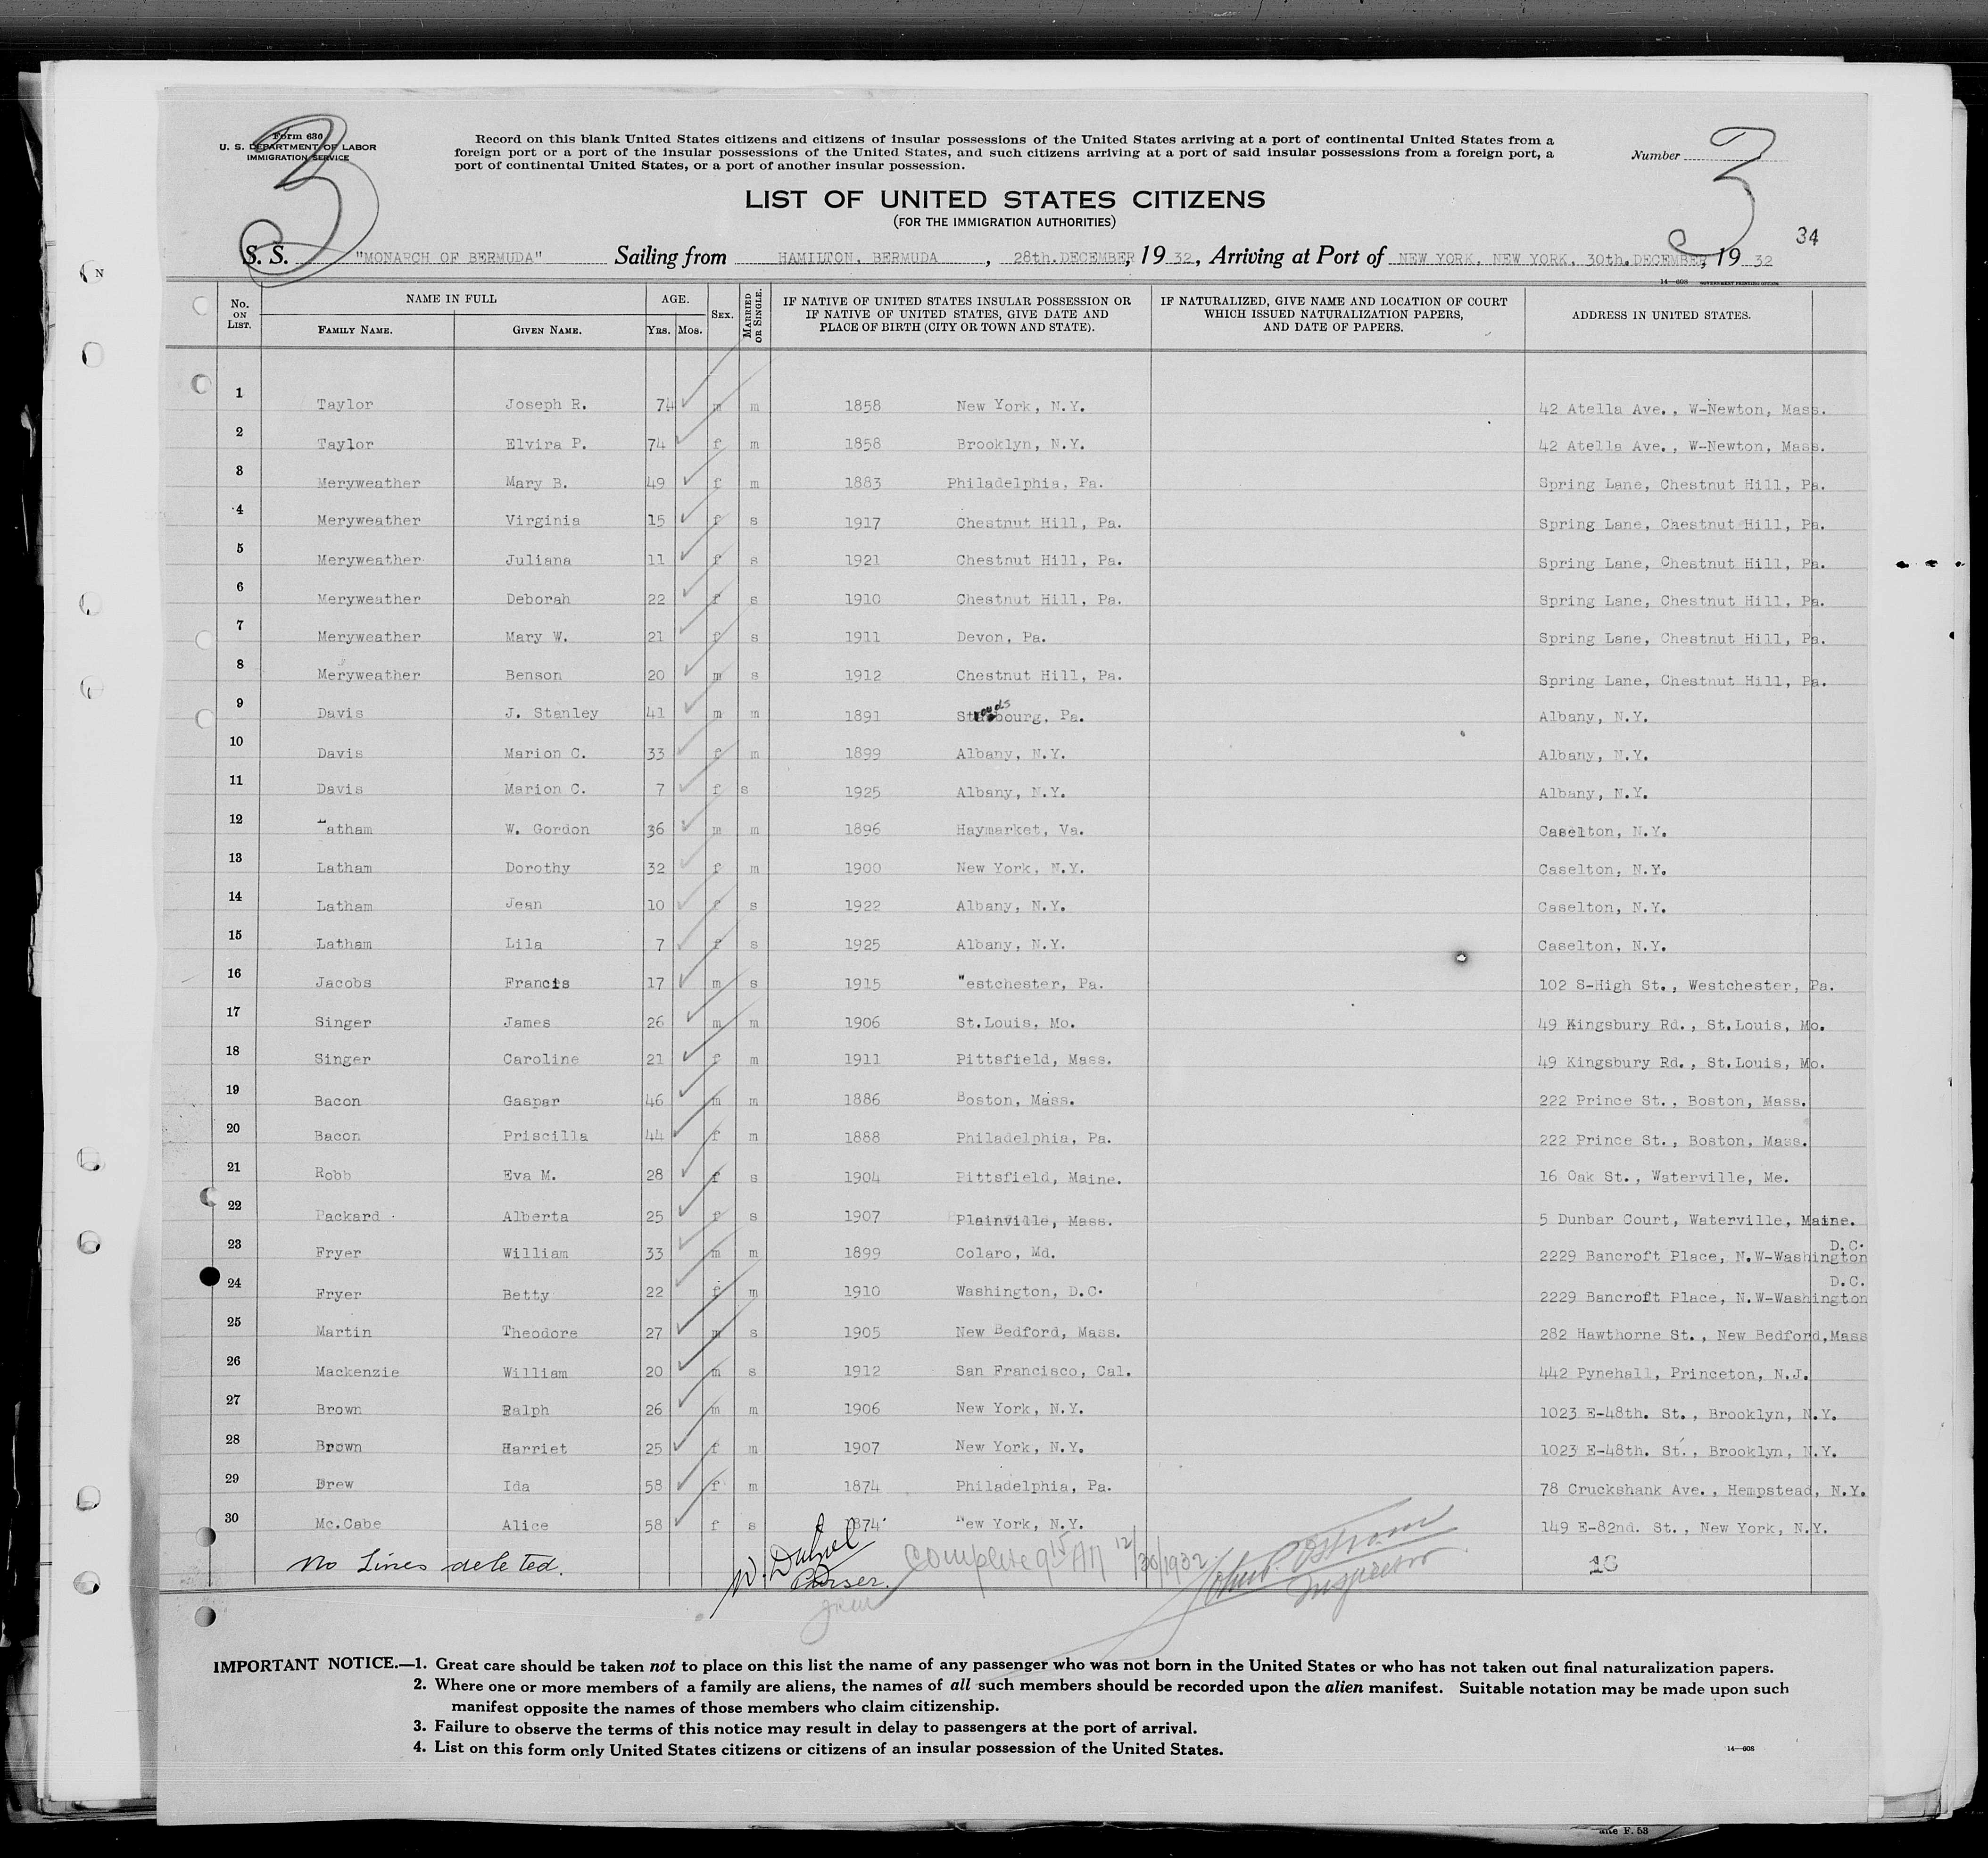 3
Form 630
U. S. DEPARTMENT OF LABOR
IMMIGRATION SERVICE
Record on this blank United States citizens and citizens of insular possessions of the United States arriving at a port of continental United States from a
foreign port or a port of the insular possessions of the United States, and such citizens arriving at a port of said insular possessions from a foreign port, a
port of continental United States, or a port of another insular possession.
Number 3
LIST OF UNITED STATES CITIZENS
(FOR THE IMMIGRATION AUTHORITIES)
34
S. S. "MONARCH OF BERMUDA" Sailing from HAMILTON, BERMUDA, 28th.DECEMBER, 19 32, Arriving at Port of NEW YORK, NEW YORK, 30th.DECEMBER, 19 32
14—608 GOVERNMENT PRINTING OFFICE
No. ON LIST. NAME IN FULL FAMILY NAME. GIVEN NAME. AGE. YRS. MOS. SEX. MARRIED OR SINGLE. IF NATIVE OF UNITED STATES INSULAR POSSESSION OR IF NATIVE OF UNITED STATES, GIVE DATE AND PLACE OF BIRTH (CITY OR TOWN AND STATE). IF NATURALIZED, GIVE NAME AND LOCATION OF COURT WHICH ISSUED NATURALIZATION PAPERS, AND DATE OF PAPERS. ADDRESS IN UNITED STATES.
1 Taylor Joseph R. 74 m m 1858 New York, N.Y. 42 Atella Ave., W-Newton, Mass.
2 Taylor Elvira P. 74 f m 1858 Brooklyn, N.Y. 42 Atella Ave., W-Newton, Mass.
3 Meryweather Mary B. 49 f m 1883 Philadelphia, Pa. Spring Lane, Chestnut Hill, Pa.
4 Meryweather Virginia 15 f s 1917 Chestnut Hill, Pa. Spring Lane, Chestnut Hill, Pa.
5 Meryweather Juliana 11 f s 1921 Chestnut Hill, Pa. Spring Lane, Chestnut Hill, Pa.
6 Meryweather Deborah 22 f s 1910 Chestnut Hill, Pa. Spring Lane, Chestnut Hill, Pa.
7 Meryweather Mary W. 21 f s 1911 Devon, Pa. Spring Lane, Chestnut Hill, Pa.
8 Meryweather Benson 20 m s 1912 Chestnut Hill, Pa. Spring Lane, Chestnut Hill, Pa.
9 Davis J. Stanley 41 m m 1891 Stroudsbourg, Pa. Albany, N.Y.
10 Davis Marion C. 33 f m 1899 Albany, N.Y. Albany, N.Y.
11 Davis Marion C. 7 f s 1925 Albany, N.Y. Albany, N.Y.
12 Latham W. Gordon 36 m m 1896 Haymarket, Va. Caselton, N.Y.
13 Latham Dorothy 32 f m 1900 New York, N.Y. Caselton, N.Y.
14 Latham Jean 10 f s 1922 Albany, N.Y. Caselton, N.Y.
15 Latham Lila 7 f s 1925 Albany, N.Y. Caselton, N.Y.
16 Jacobs Francis 17 m s 1915 Westchester, Pa. 102 S-High St., Westchester, Pa.
17 Singer James 26 m m 1906 St.Louis, Mo. 49 Kingsbury Rd., St.Louis, Mo.
18 Singer Caroline 21 f m 1911 Pittsfield, Mass. 49 Kingsbury Rd., St.Louis, Mo.
19 Bacon Gaspar 46 m m 1886 Boston, Mass. 222 Prince St., Boston, Mass.
20 Bacon Priscilla 44 f m 1888 Philadelphia, Pa. 222 Prince St., Boston, Mass.
21 Robb Eva M. 28 f s 1904 Pittsfield, Maine. 16 Oak St., Waterville, Me.
22 Packard Alberta 25 f s 1907 Plainville, Mass. 5 Dunbar Court, Waterville, Maine.
23 Fryer William 33 m m 1899 Colaro, Md. 2229 Bancroft Place, N.W-Washington D.C.
24 Fryer Betty 22 f m 1910 Washington, D.C. 2229 Bancroft Place, N.W-Washington D.C.
25 Martin Theodore 27 m s 1905 New Bedford, Mass. 282 Hawthorne St., New Bedford,Mass
26 Mackenzie William 20 m s 1912 San Francisco, Cal. 442 Pynehall, Princeton, N.J.
27 Brown Ralph 26 m m 1906 New York, N.Y. 1023 E-48th. St., Brooklyn, N.Y.
28 Brown Harriet 25 f m 1907 New York, N.Y. 1023 E-48th. St., Brooklyn, N.Y.
29 Drew Ida 58 f m 1874 Philadelphia, Pa. 78 Cruckshank Ave., Hempstead, N.Y.
30 Mc.Cabe Alice 58 f s 1874 New York, N.Y. 149 E-82nd. St., New York, N.Y.
No Lines deleted. Purser. Complete 9 15 AM 12/30/1932 John P. Ostrom Inspector
IMPORTANT NOTICE.—1. Great care should be taken not to place on this list the name of any passenger who was not born in the United States or who has not taken out final naturalization papers.
2. Where one or more members of a family are aliens, the names of all such members should be recorded upon the alien manifest. Suitable notation may be made upon such
manifest opposite the names of those members who claim citizenship.
3. Failure to observe the terms of this notice may result in delay to passengers at the port of arrival.
4. List on this form only United States citizens or citizens of an insular possession of the United States.
14—608